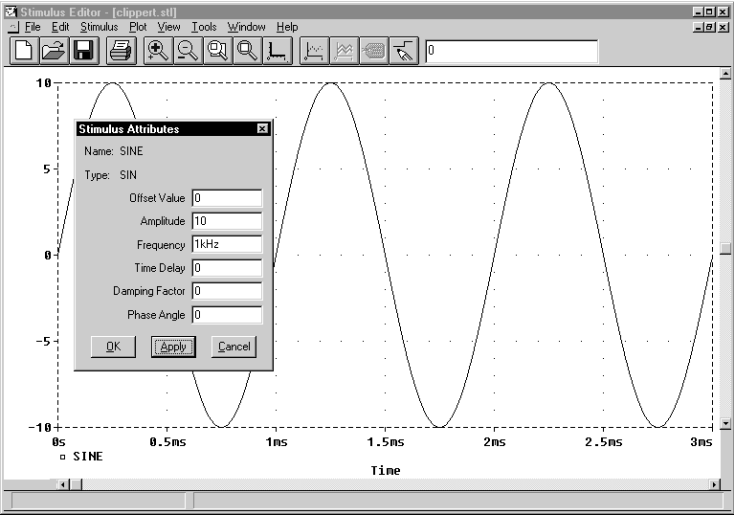 Stimulus Editor - [clippert.stl]
File Edit Stimulus Plot View Tools Window Help
0
10
5
0
-5
-10
Stimulus Attributes
Name: SINE
Type: SIN
Offset Value 0
Amplitude 10
Frequency 1kHz
Time Delay 0
Damping Factor 0
Phase Angle 0
OK Apply Cancel
0s 0.5ms 1ms 1.5ms 2ms 2.5ms 3ms
SINE
Time